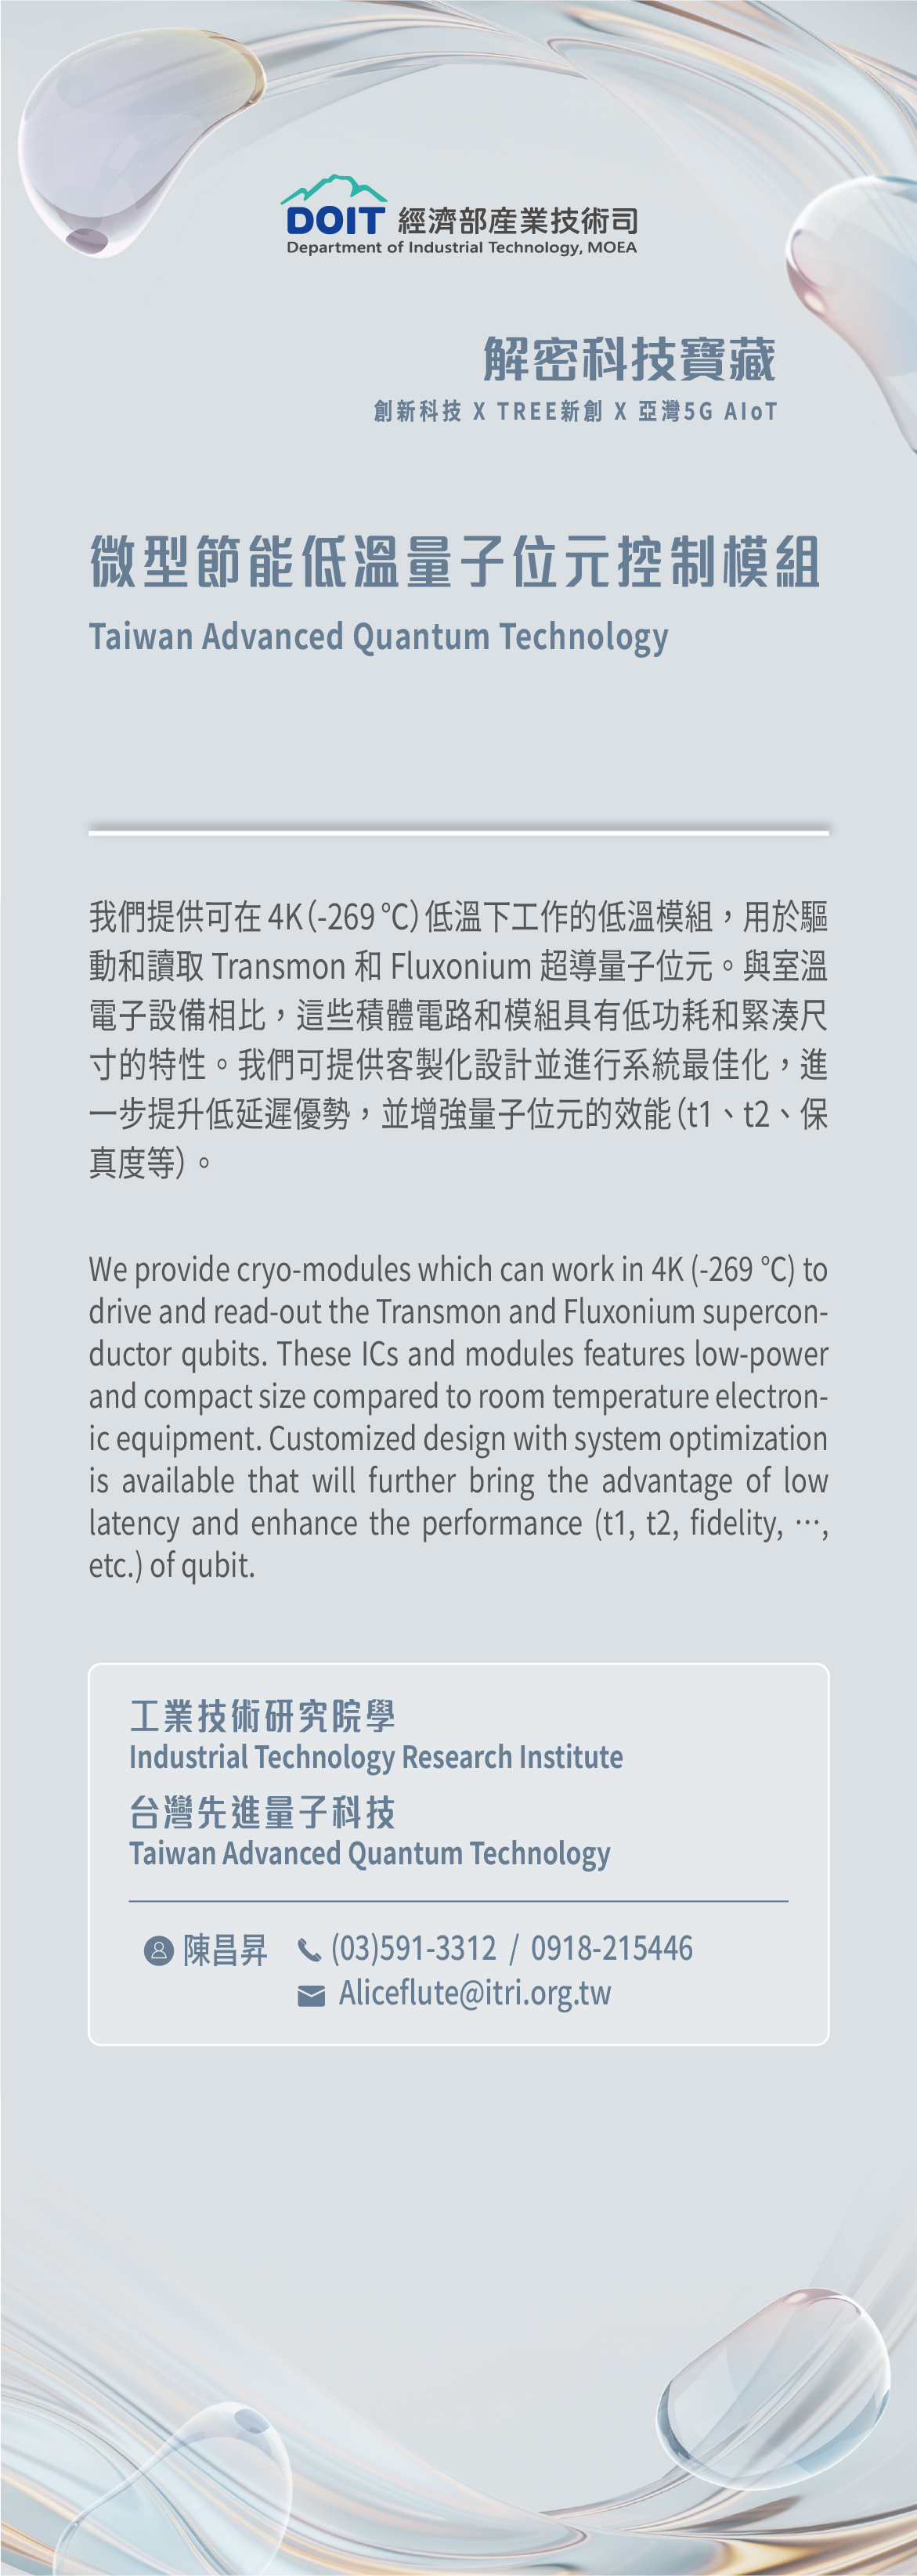 DOIT 經濟部產業技術司
Department of Industrial Technology, MOEA
解密科技寶藏
創新科技 X TREE新創 X 亞灣5G AIoT
微型節能低溫量子位元控制模組
Taiwan Advanced Quantum Technology
我們提供可在 4K (-269 °C) 低溫下工作的低溫模組，用於驅
動和讀取 Transmon 和 Fluxonium 超導量子位元。與室溫
電子設備相比，這些積體電路和模組具有低功耗和緊湊尺
寸的特性。我們可提供客製化設計並進行系統最佳化，進
一步提升低延遲優勢，並增強量子位元的效能 (t1、t2、保
真度等)。
We provide cryo-modules which can work in 4K (-269 °C) to
drive and read-out the Transmon and Fluxonium supercon-
ductor qubits. These ICs and modules features low-power
and compact size compared to room temperature electron-
ic equipment. Customized design with system optimization
is available that will further bring the advantage of low
latency and enhance the performance (t1, t2, fidelity, ⋯,
etc.) of qubit.
工業技術研究院學
Industrial Technology Research Institute
台灣先進量子科技
Taiwan Advanced Quantum Technology
陳昌昇 (03)591-3312 / 0918-215446
Aliceflute@itri.org.tw